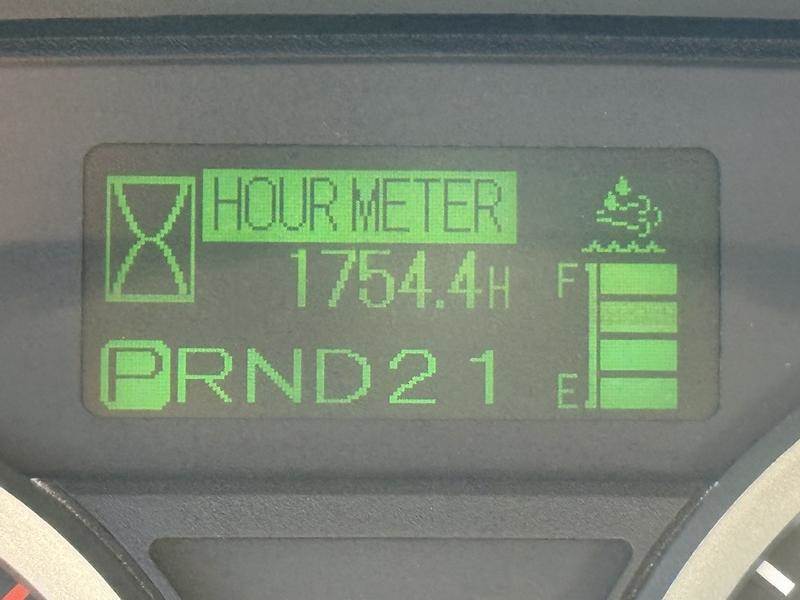 HOUR METER
1754.4H
F
PRND21
E